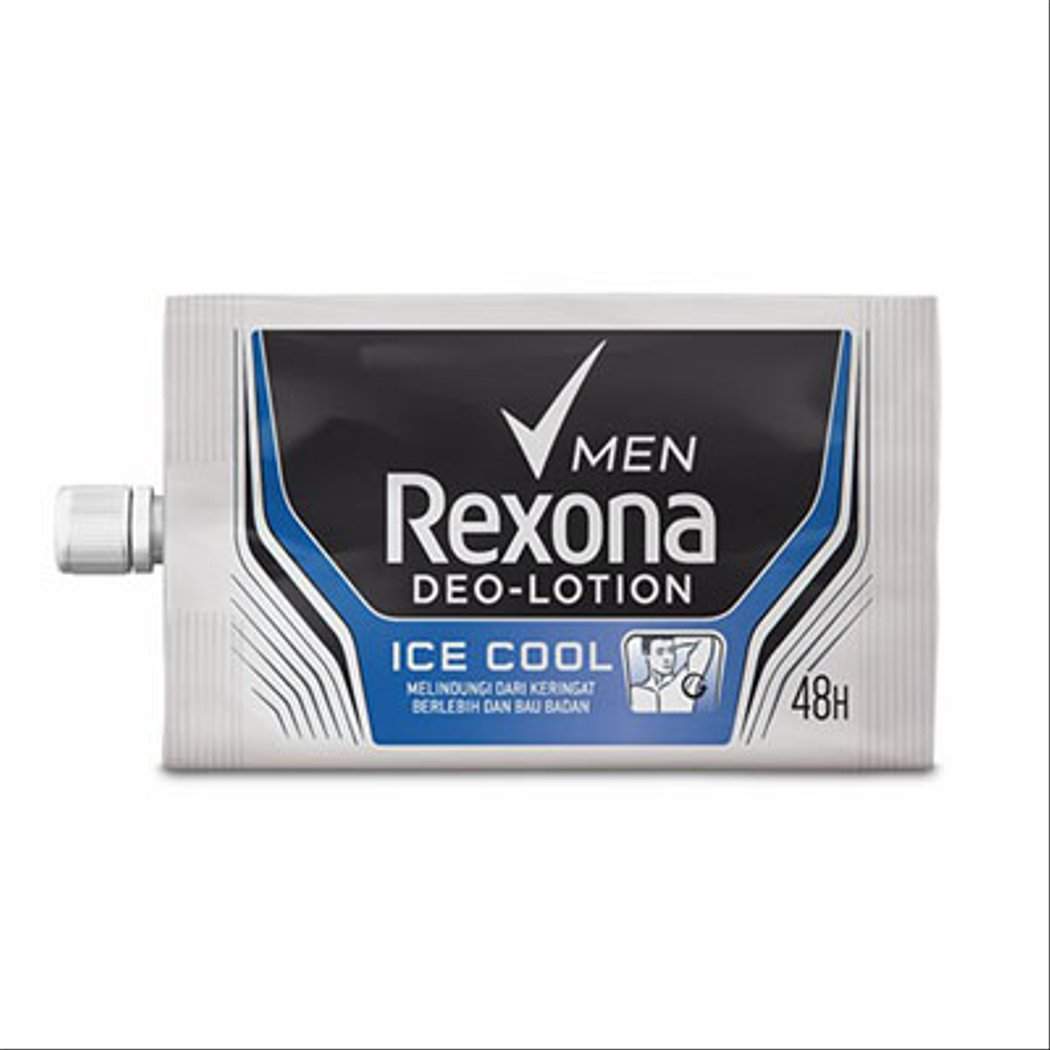 MEN
Rexona
DEO-LOTION
ICE COOL
MELINDUNGI DARI KERINGAT
BERLEBIH DAN BAU BADAN
48H